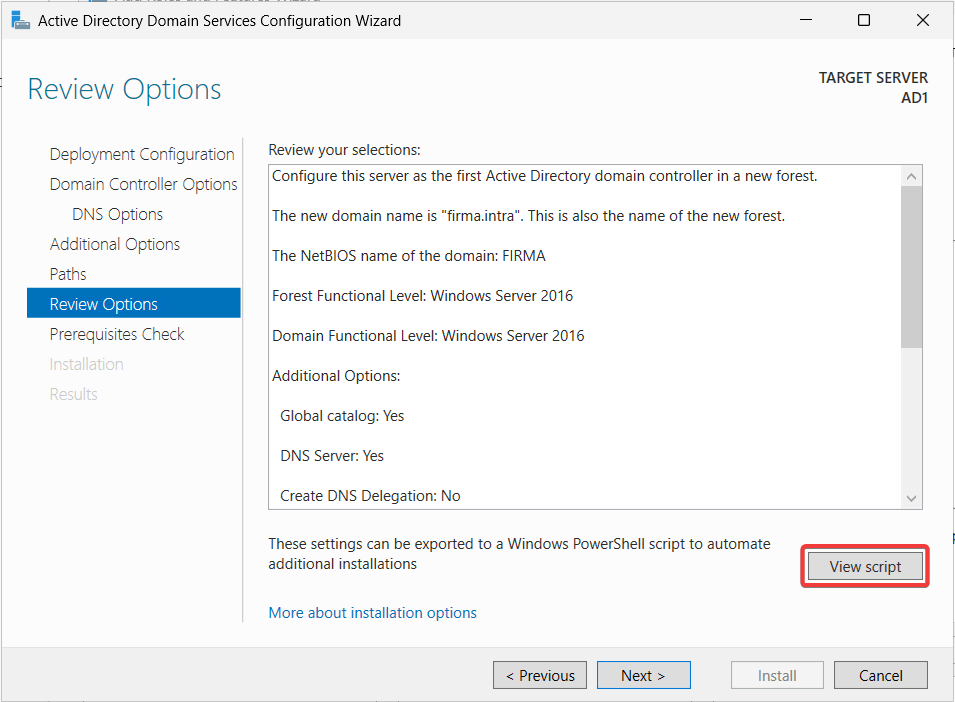 Active Directory Domain Services Configuration Wizard
Review Options
TARGET SERVER
AD1
Deployment Configuration
Domain Controller Options
DNS Options
Additional Options
Paths
Review Options
Prerequisites Check
Installation
Results
Review your selections:
Configure this server as the first Active Directory domain controller in a new forest.
The new domain name is "firma.intra". This is also the name of the new forest.
The NetBIOS name of the domain: FIRMA
Forest Functional Level: Windows Server 2016
Domain Functional Level: Windows Server 2016
Additional Options:
Global catalog: Yes
DNS Server: Yes
Create DNS Delegation: No
These settings can be exported to a Windows PowerShell script to automate
additional installations
View script
More about installation options
< Previous
Next >
Install
Cancel